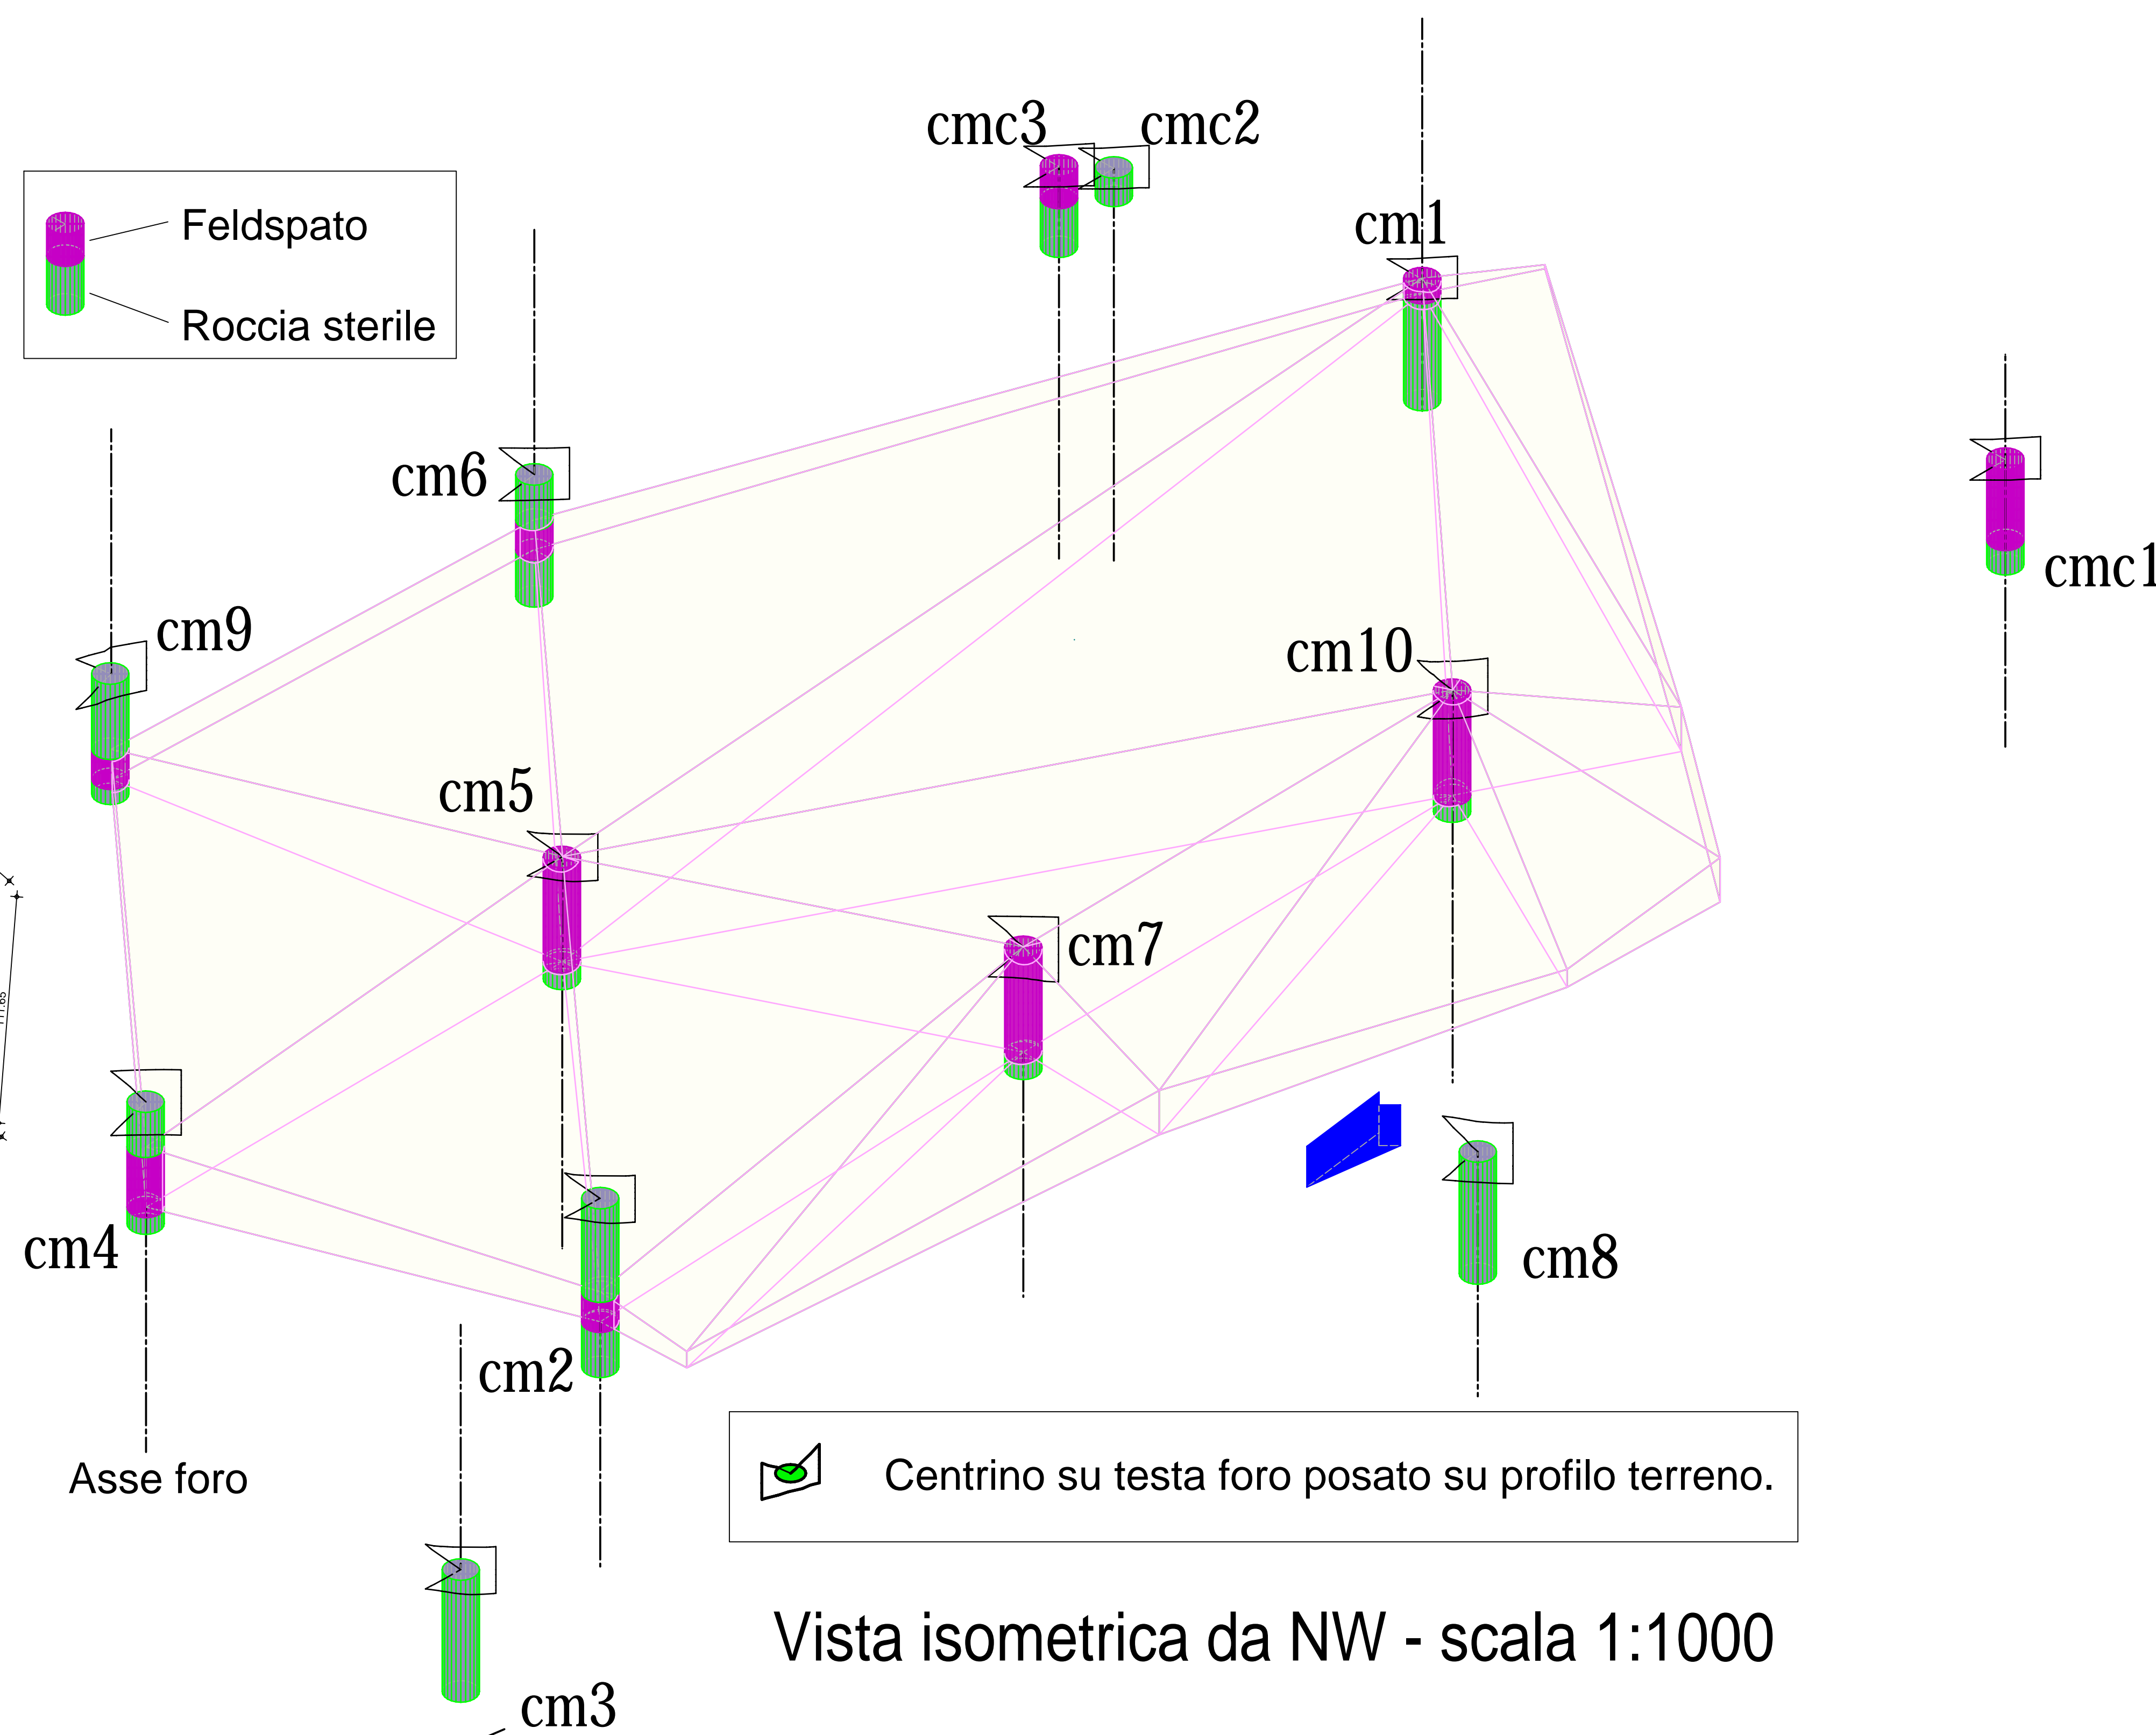 cmc3
cmc2
cm1
Feldspato
Roccia sterile
cm6
cmc1
cm9
cm10
cm5
cm7
cm4
cm8
cm2
Asse foro
Centrino su testa foro posato su profilo terreno.
Vista isometrica da NW - scala 1:1000
cm3